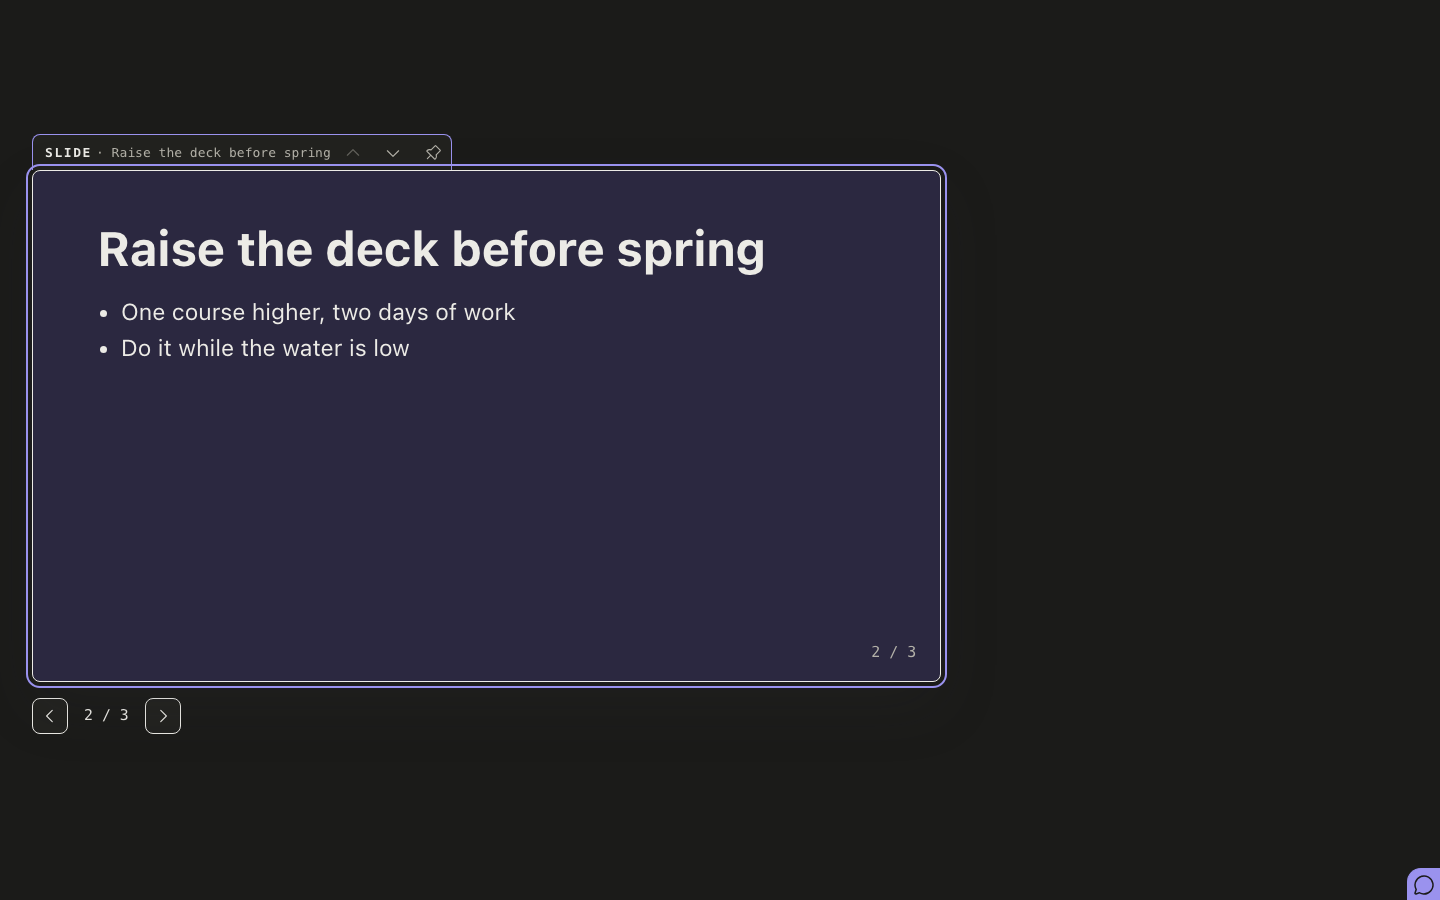 SLIDE · Raise the deck before spring
Raise the deck before spring
• One course higher, two days of work
• Do it while the water is low
2 / 3
2 / 3